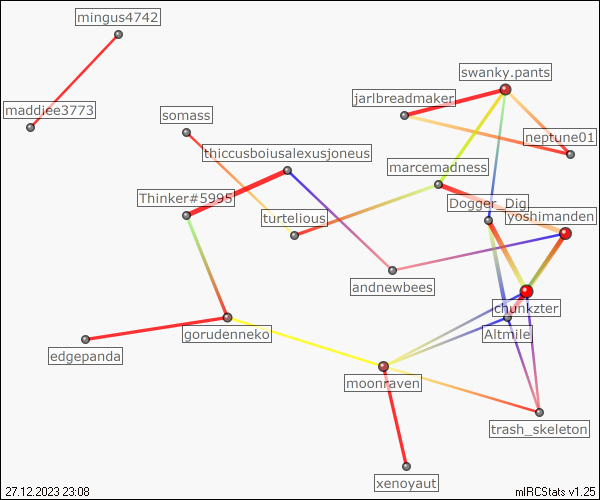 mingus4742
swanky.pants
jarlbreadmaker
maddiee3773
somass
neptune01
thiccusboiusalexusjoneus
marcemadness
Thinker#5995
Dogger_Dig
turtelious
yoshimanden
andnewbees
chunkzter
gorudenneko
Altmile
edgepanda
moonraven
trash_skeleton
xenoyaut
27.12.2023 23:08
mIRCStats v1.25